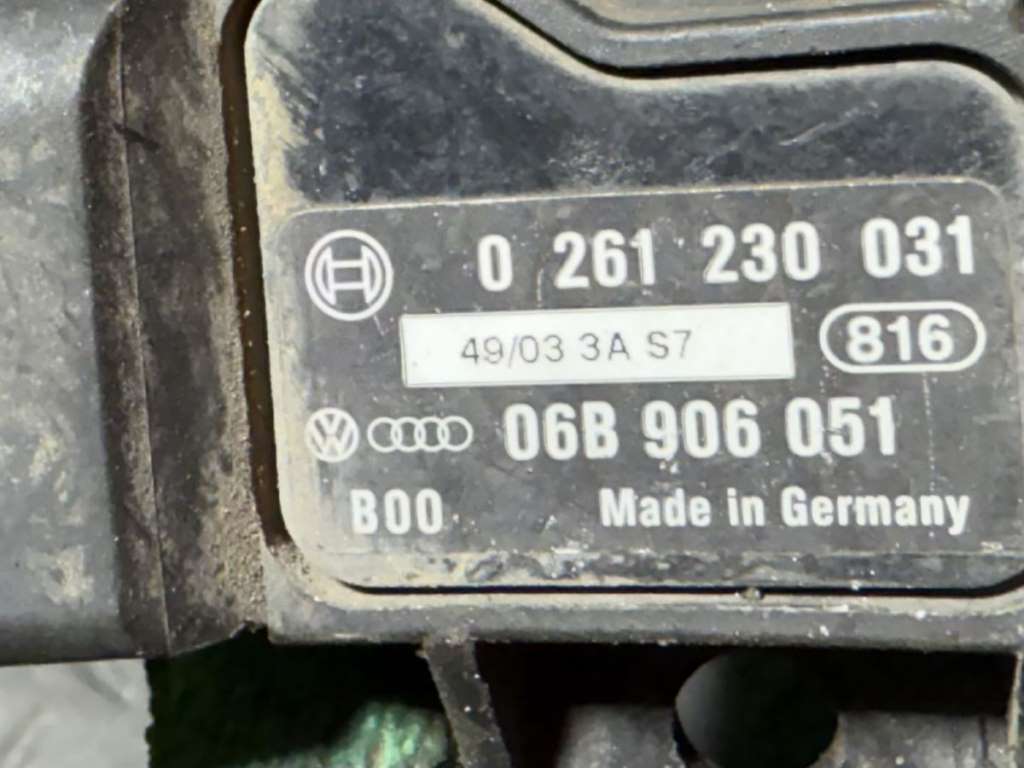 0 261 230 031
49/03 3A S7
816
06B 906 051
B00
Made in Germany